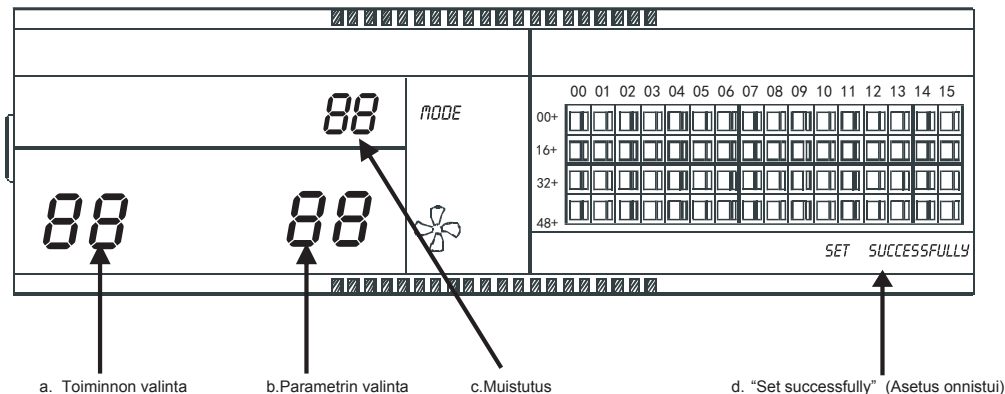 88 MODE
88 88
00 01 02 03 04 05 06 07 08 09 10 11 12 13 14 15
00+
16+
32+
48+
SET SUCCESSFULLY
a. Toiminnon valinta b.Parametrin valinta c.Muistutus d. “Set successfully” (Asetus onnistui)